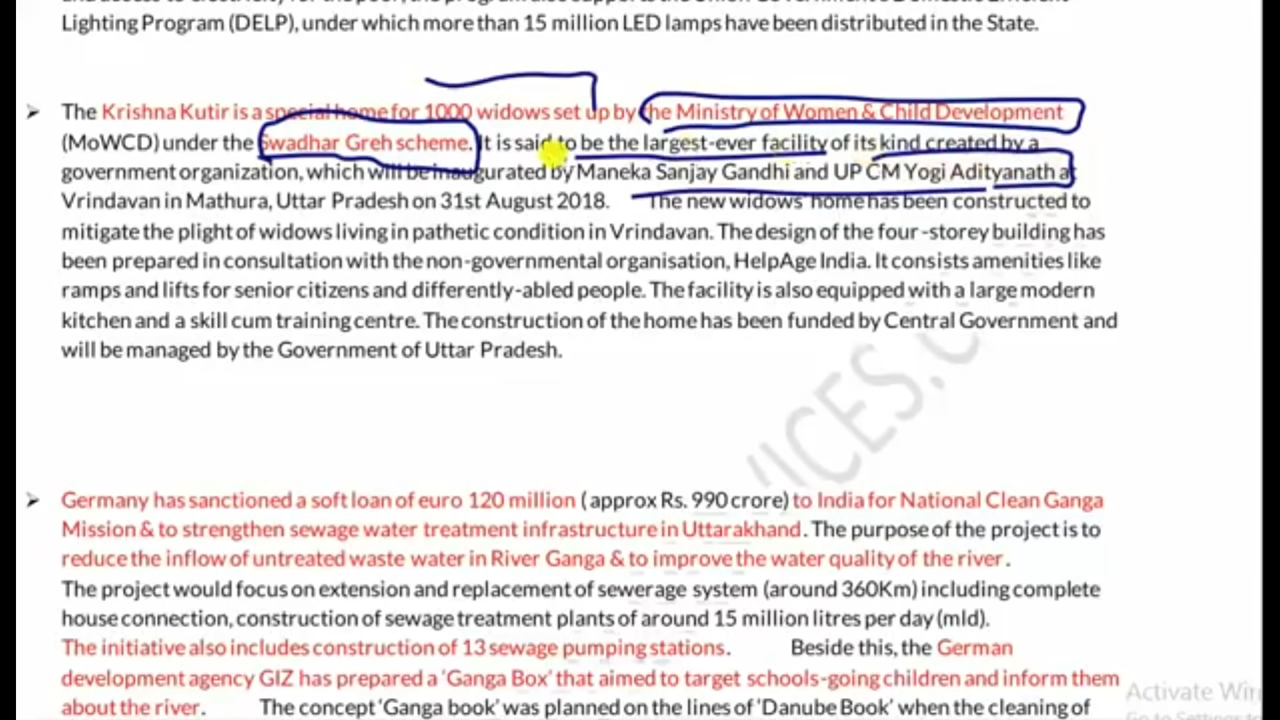 Lighting Program (DELP), under which more than 15 million LED lamps have been distributed in the State.
➢ The Krishna Kutir is a special home for 1000 widows set up by the Ministry of Women & Child Development
(MoWCD) under the Swadhar Greh scheme. It is said to be the largest-ever facility of its kind created by a
government organization, which will be inaugurated by Maneka Sanjay Gandhi and UP CM Yogi Adityanath at
Vrindavan in Mathura, Uttar Pradesh on 31st August 2018. The new widows' home has been constructed to
mitigate the plight of widows living in pathetic condition in Vrindavan. The design of the four-storey building has
been prepared in consultation with the non-governmental organisation, HelpAge India. It consists amenities like
ramps and lifts for senior citizens and differently-abled people. The facility is also equipped with a large modern
kitchen and a skill cum training centre. The construction of the home has been funded by Central Government and
will be managed by the Government of Uttar Pradesh.
➢ Germany has sanctioned a soft loan of euro 120 million (approx Rs. 990 crore) to India for National Clean Ganga
Mission & to strengthen sewage water treatment infrastructure in Uttarakhand. The purpose of the project is to
reduce the inflow of untreated waste water in River Ganga & to improve the water quality of the river.
The project would focus on extension and replacement of sewerage system (around 360Km) including complete
house connection, construction of sewage treatment plants of around 15 million litres per day (mld).
The initiative also includes construction of 13 sewage pumping stations. Beside this, the German
development agency GIZ has prepared a 'Ganga Box' that aimed to target schools-going children and inform them
about the river. The concept 'Ganga book' was planned on the lines of 'Danube Book' when the cleaning of
Activate Win